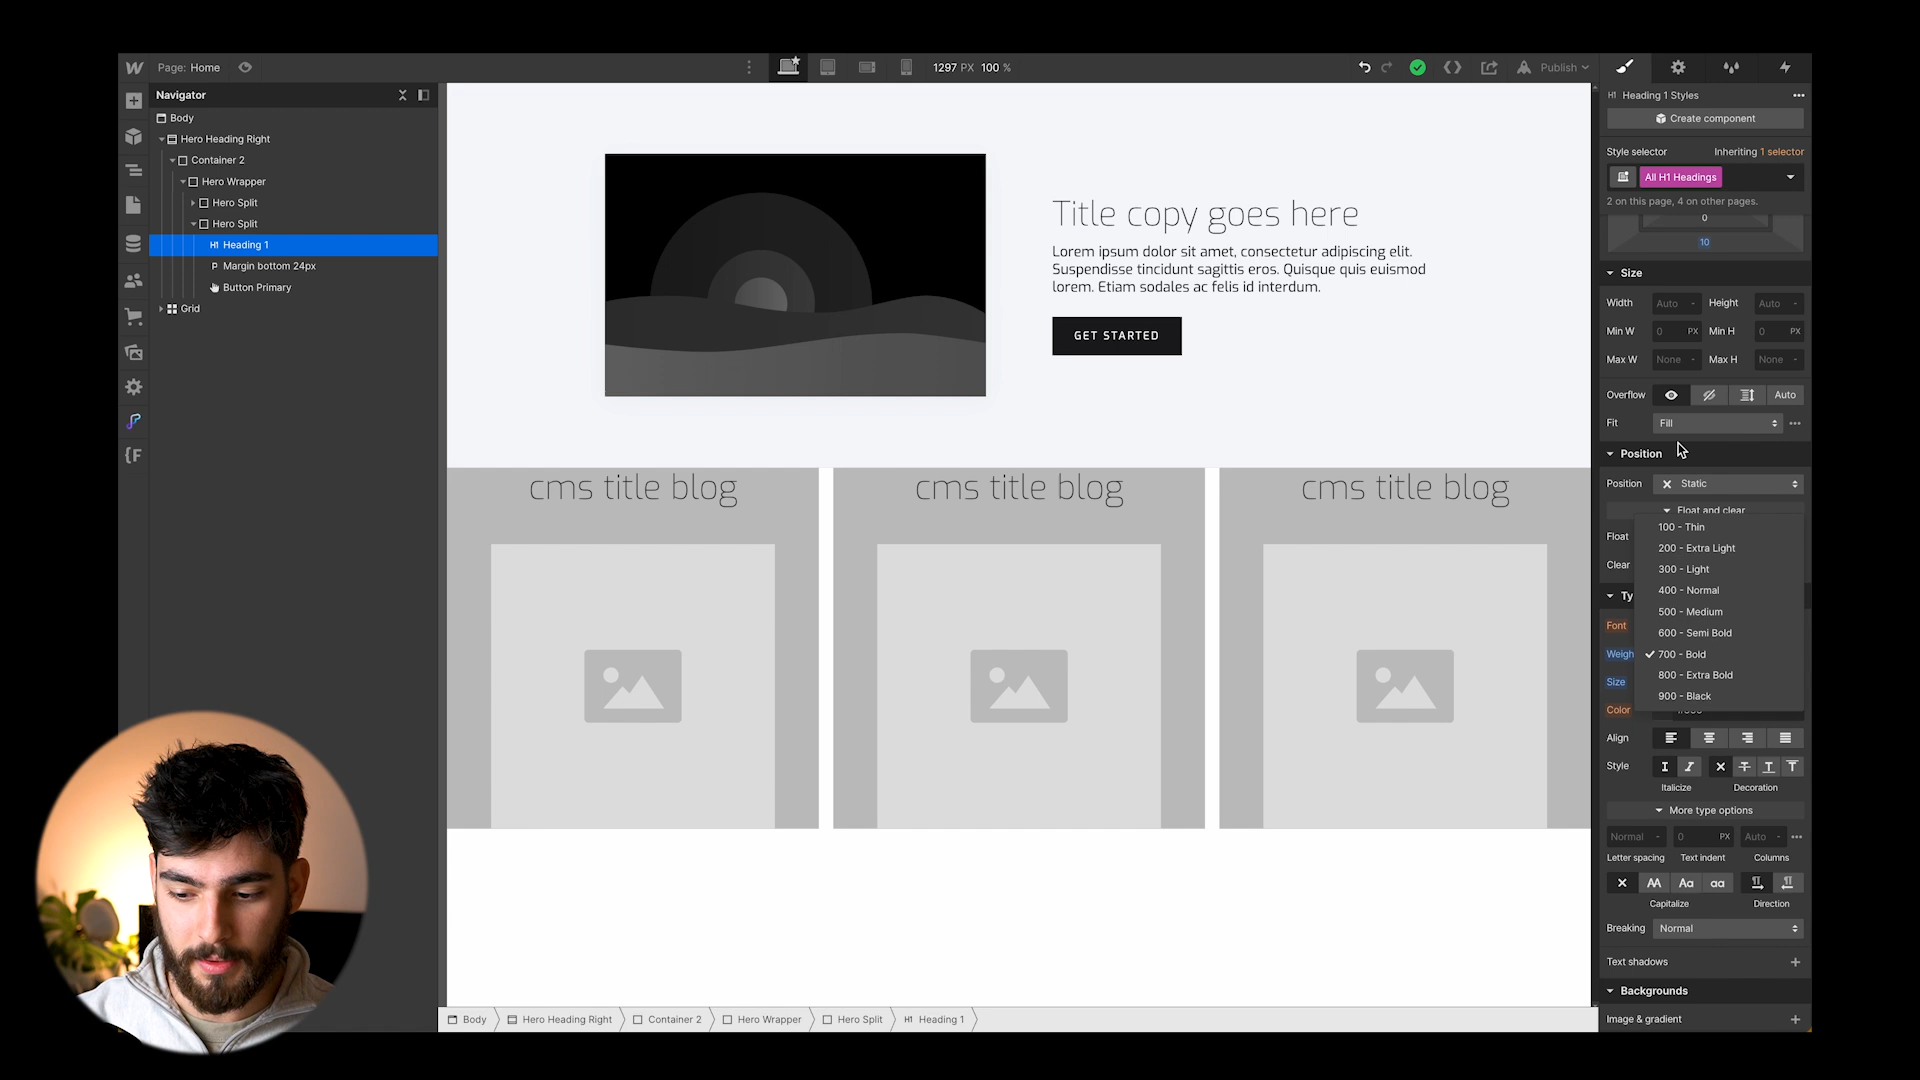 Page: Home
1297 PX 100 %
Publish
Navigator
Body
Hero Heading Right
Container 2
Hero Wrapper
Hero Split
Hero Split
H1 Heading 1
P Margin bottom 24px
Button Primary
Grid
Title copy goes here
Lorem ipsum dolor sit amet, consectetur adipiscing elit.
Suspendisse tincidunt sagittis eros. Quisque quis euismod
lorem. Etiam sodales ac felis id interdum.
GET STARTED
cms title blog
cms title blog
cms title blog
Body
Hero Heading Right
Container 2
Hero Wrapper
Hero Split
H1 Heading 1
H1 Heading 1 Styles
Create component
Style selector
Inheriting 1 selector
All H1 Headings
2 on this page, 4 on other pages.
0
10
Size
Width Auto - Height Auto -
Min W 0 PX Min H 0 PX
Max W None - Max H None -
Overflow Auto
Fit Fill
Position
Position Static
Float and clear
Float
Clear
100 - Thin
200 - Extra Light
300 - Light
400 - Normal
500 - Medium
600 - Semi Bold
700 - Bold
800 - Extra Bold
900 - Black
Ty
Font
Weigh
Size
Color
Align
Style
Italicize Decoration
More type options
Normal - 0 PX Auto -
Letter spacing Text indent Columns
AA Aa aa
Capitalize Direction
Breaking Normal
Text shadows
Backgrounds
Image & gradient